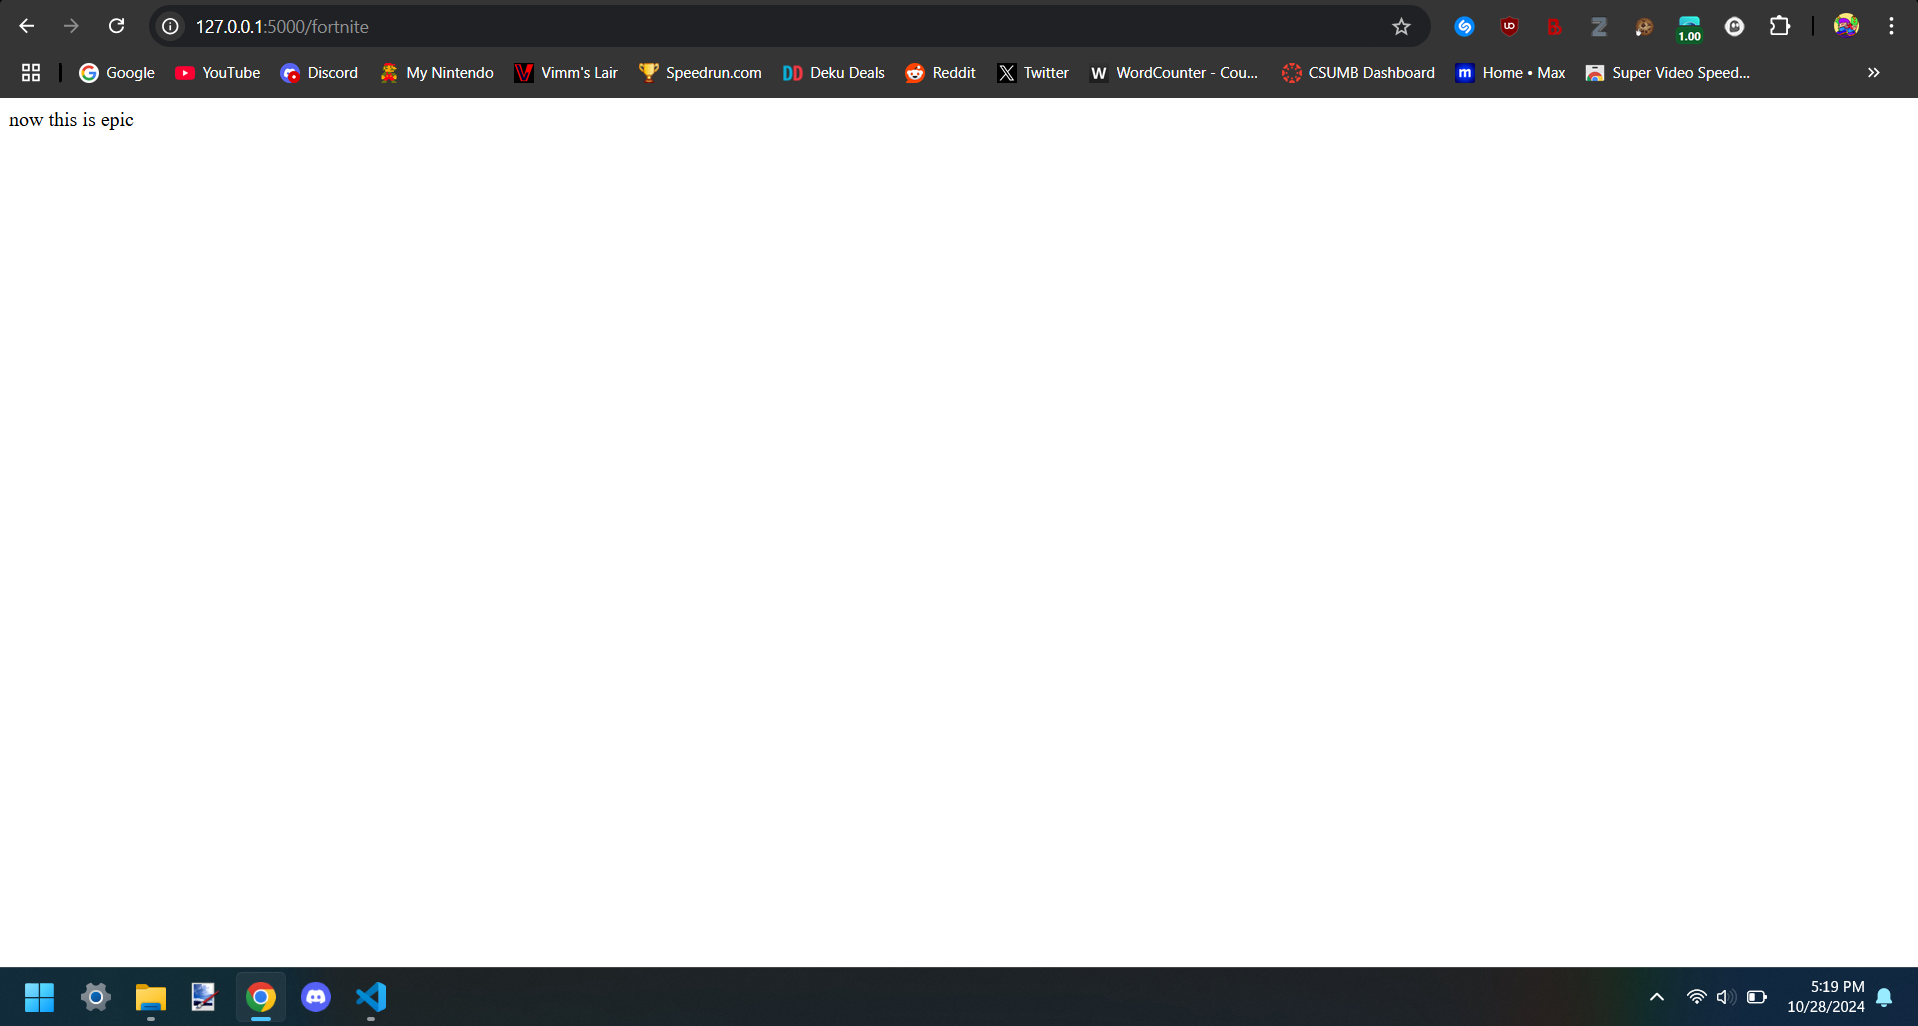 127.0.0.1:5000/fortnite
1.00
Google YouTube Discord My Nintendo Vimm's Lair Speedrun.com Deku Deals Reddit Twitter WordCounter - Cou... CSUMB Dashboard Home • Max Super Video Speed...
now this is epic
5:19 PM
10/28/2024